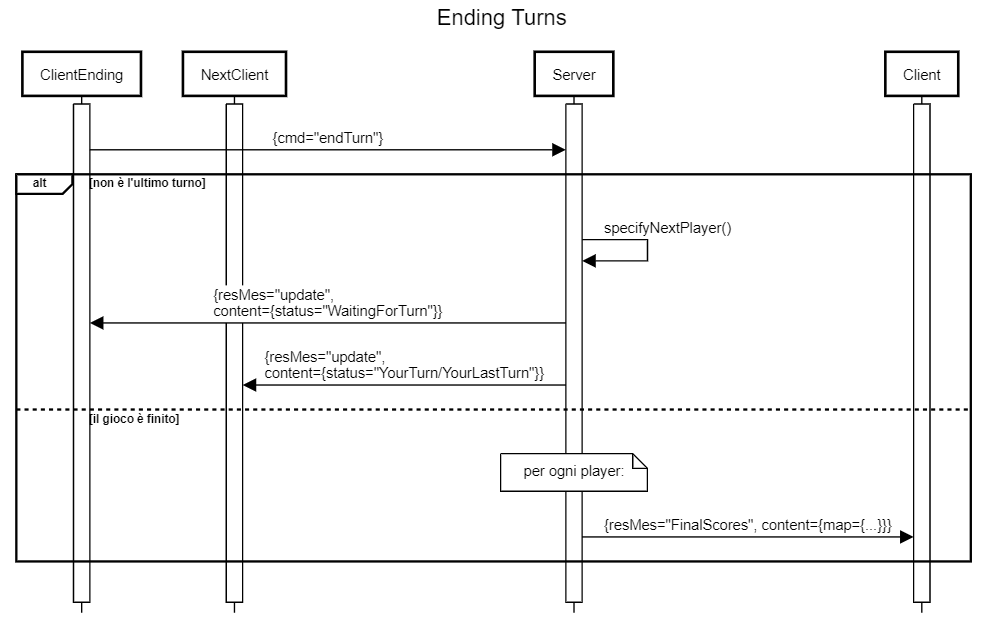 Ending Turns
ClientEnding
NextClient
Server
Client
{cmd="endTurn"}
alt
[non è l'ultimo turno]
specifyNextPlayer()
{resMes="update",
content={status="WaitingForTurn"}}
{resMes="update",
content={status="YourTurn/YourLastTurn"}}
[il gioco è finito]
per ogni player:
{resMes="FinalScores", content={map={...}}}